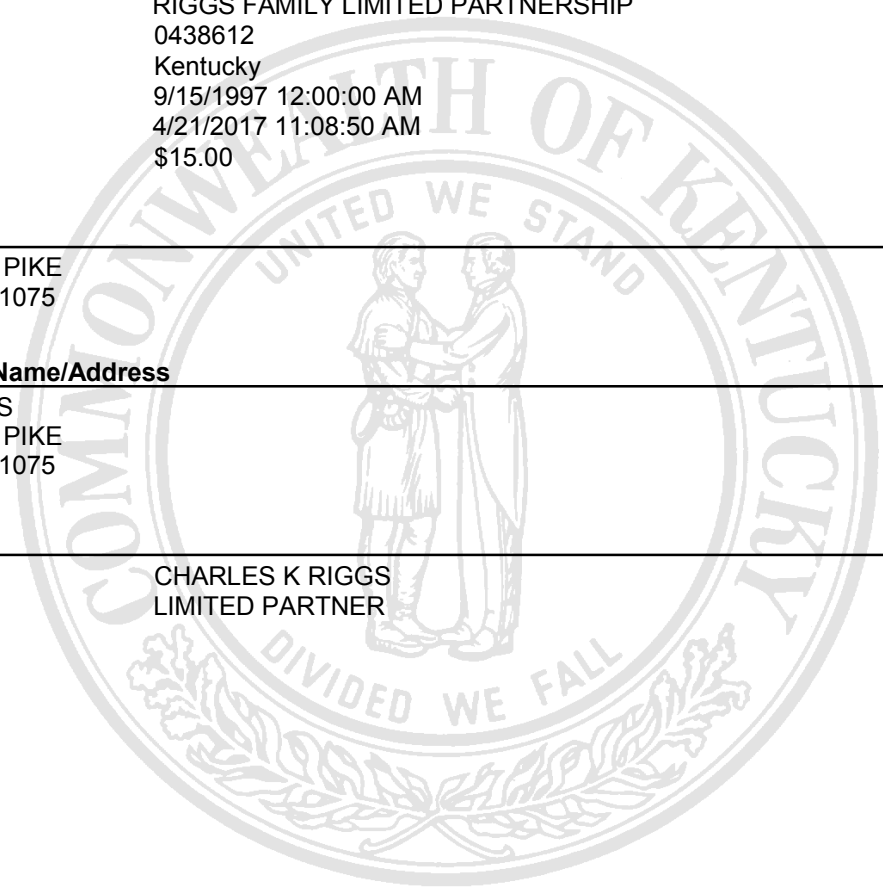 RIGGS FAMILY LIMITED PARTNERSHIP
0438612
Kentucky
9/15/1997 12:00:00 AM
4/21/2017 11:08:50 AM
$15.00
PIKE
1075
Name/Address
S
PIKE
1075
CHARLES K RIGGS
LIMITED PARTNER
COMMONWEALTH OF KENTUCKY
UNITED WE STAND
DIVIDED WE FALL